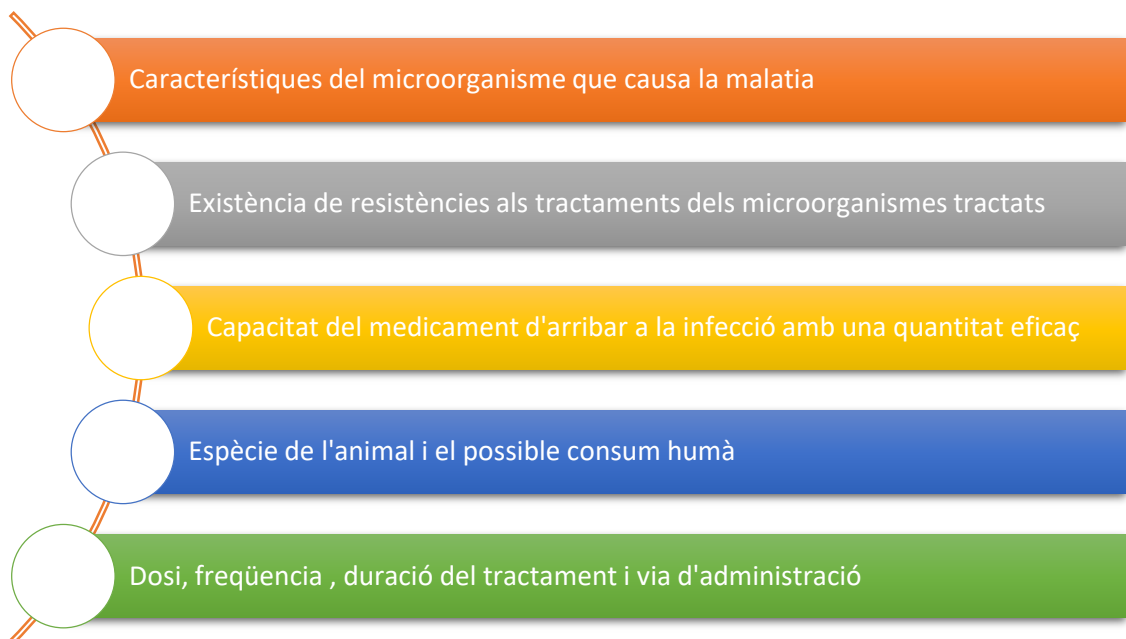 Característiques del microorganisme que causa la malatia
Existència de resistències als tractaments dels microorganismes tractats
Capacitat del medicament d'arribar a la infecció amb una quantitat eficaç
Espècie de l'animal i el possible consum humà
Dosi, freqüencia , duració del tractament i via d'administració